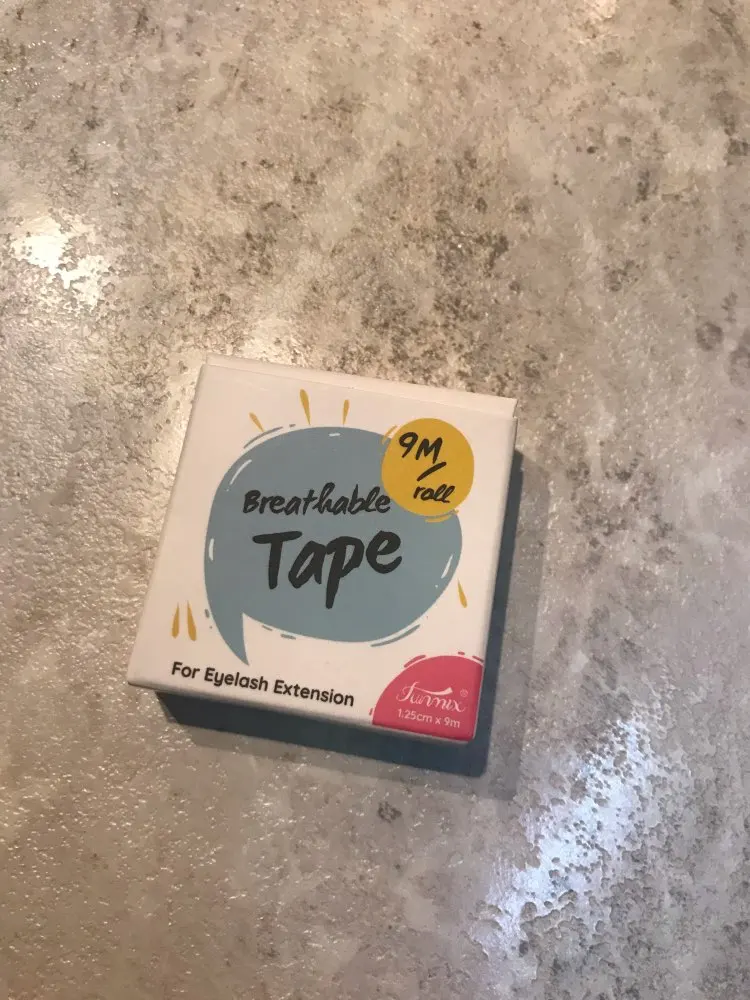 9M
/
roll
Breathable
Tape
For Eyelash Extension
®
1.25cm x 9m